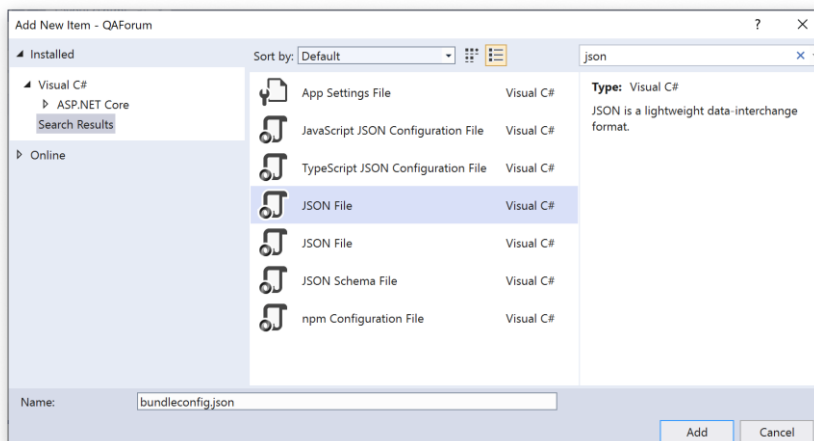 Add New Item - QAForum
Installed
Sort by: Default
json
Visual C#
ASP.NET Core
Search Results
Online
App Settings File Visual C#
JavaScript JSON Configuration File Visual C#
TypeScript JSON Configuration File Visual C#
JSON File Visual C#
JSON File Visual C#
JSON Schema File Visual C#
npm Configuration File Visual C#
Type: Visual C#
JSON is a lightweight data-interchange
format.
Name: bundleconfig.json
Add Cancel